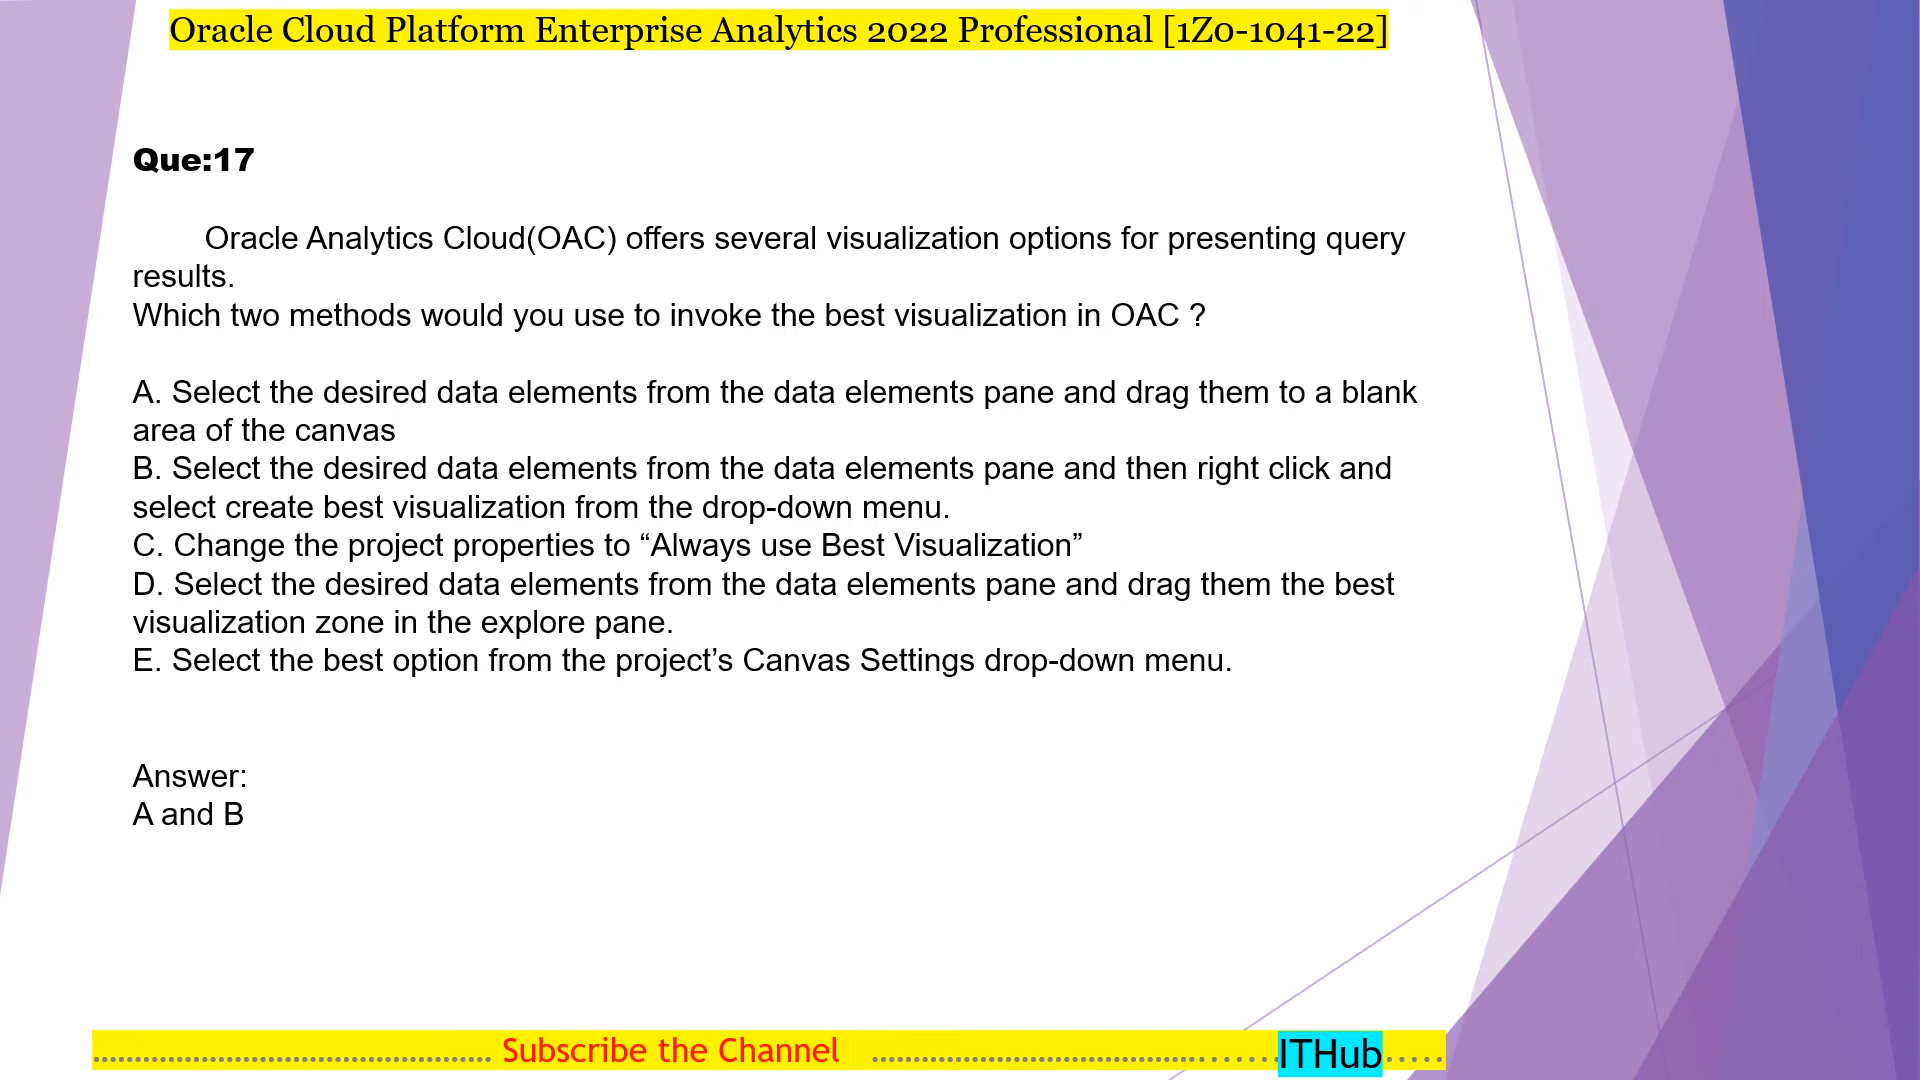 Oracle Cloud Platform Enterprise Analytics 2022 Professional [1Z0-1041-22]
Que:17
Oracle Analytics Cloud(OAC) offers several visualization options for presenting query
results.
Which two methods would you use to invoke the best visualization in OAC ?
A. Select the desired data elements from the data elements pane and drag them to a blank
area of the canvas
B. Select the desired data elements from the data elements pane and then right click and
select create best visualization from the drop-down menu.
C. Change the project properties to “Always use Best Visualization”
D. Select the desired data elements from the data elements pane and drag them the best
visualization zone in the explore pane.
E. Select the best option from the project’s Canvas Settings drop-down menu.
Answer:
A and B
................................................ Subscribe the Channel ............................................ITHub.....